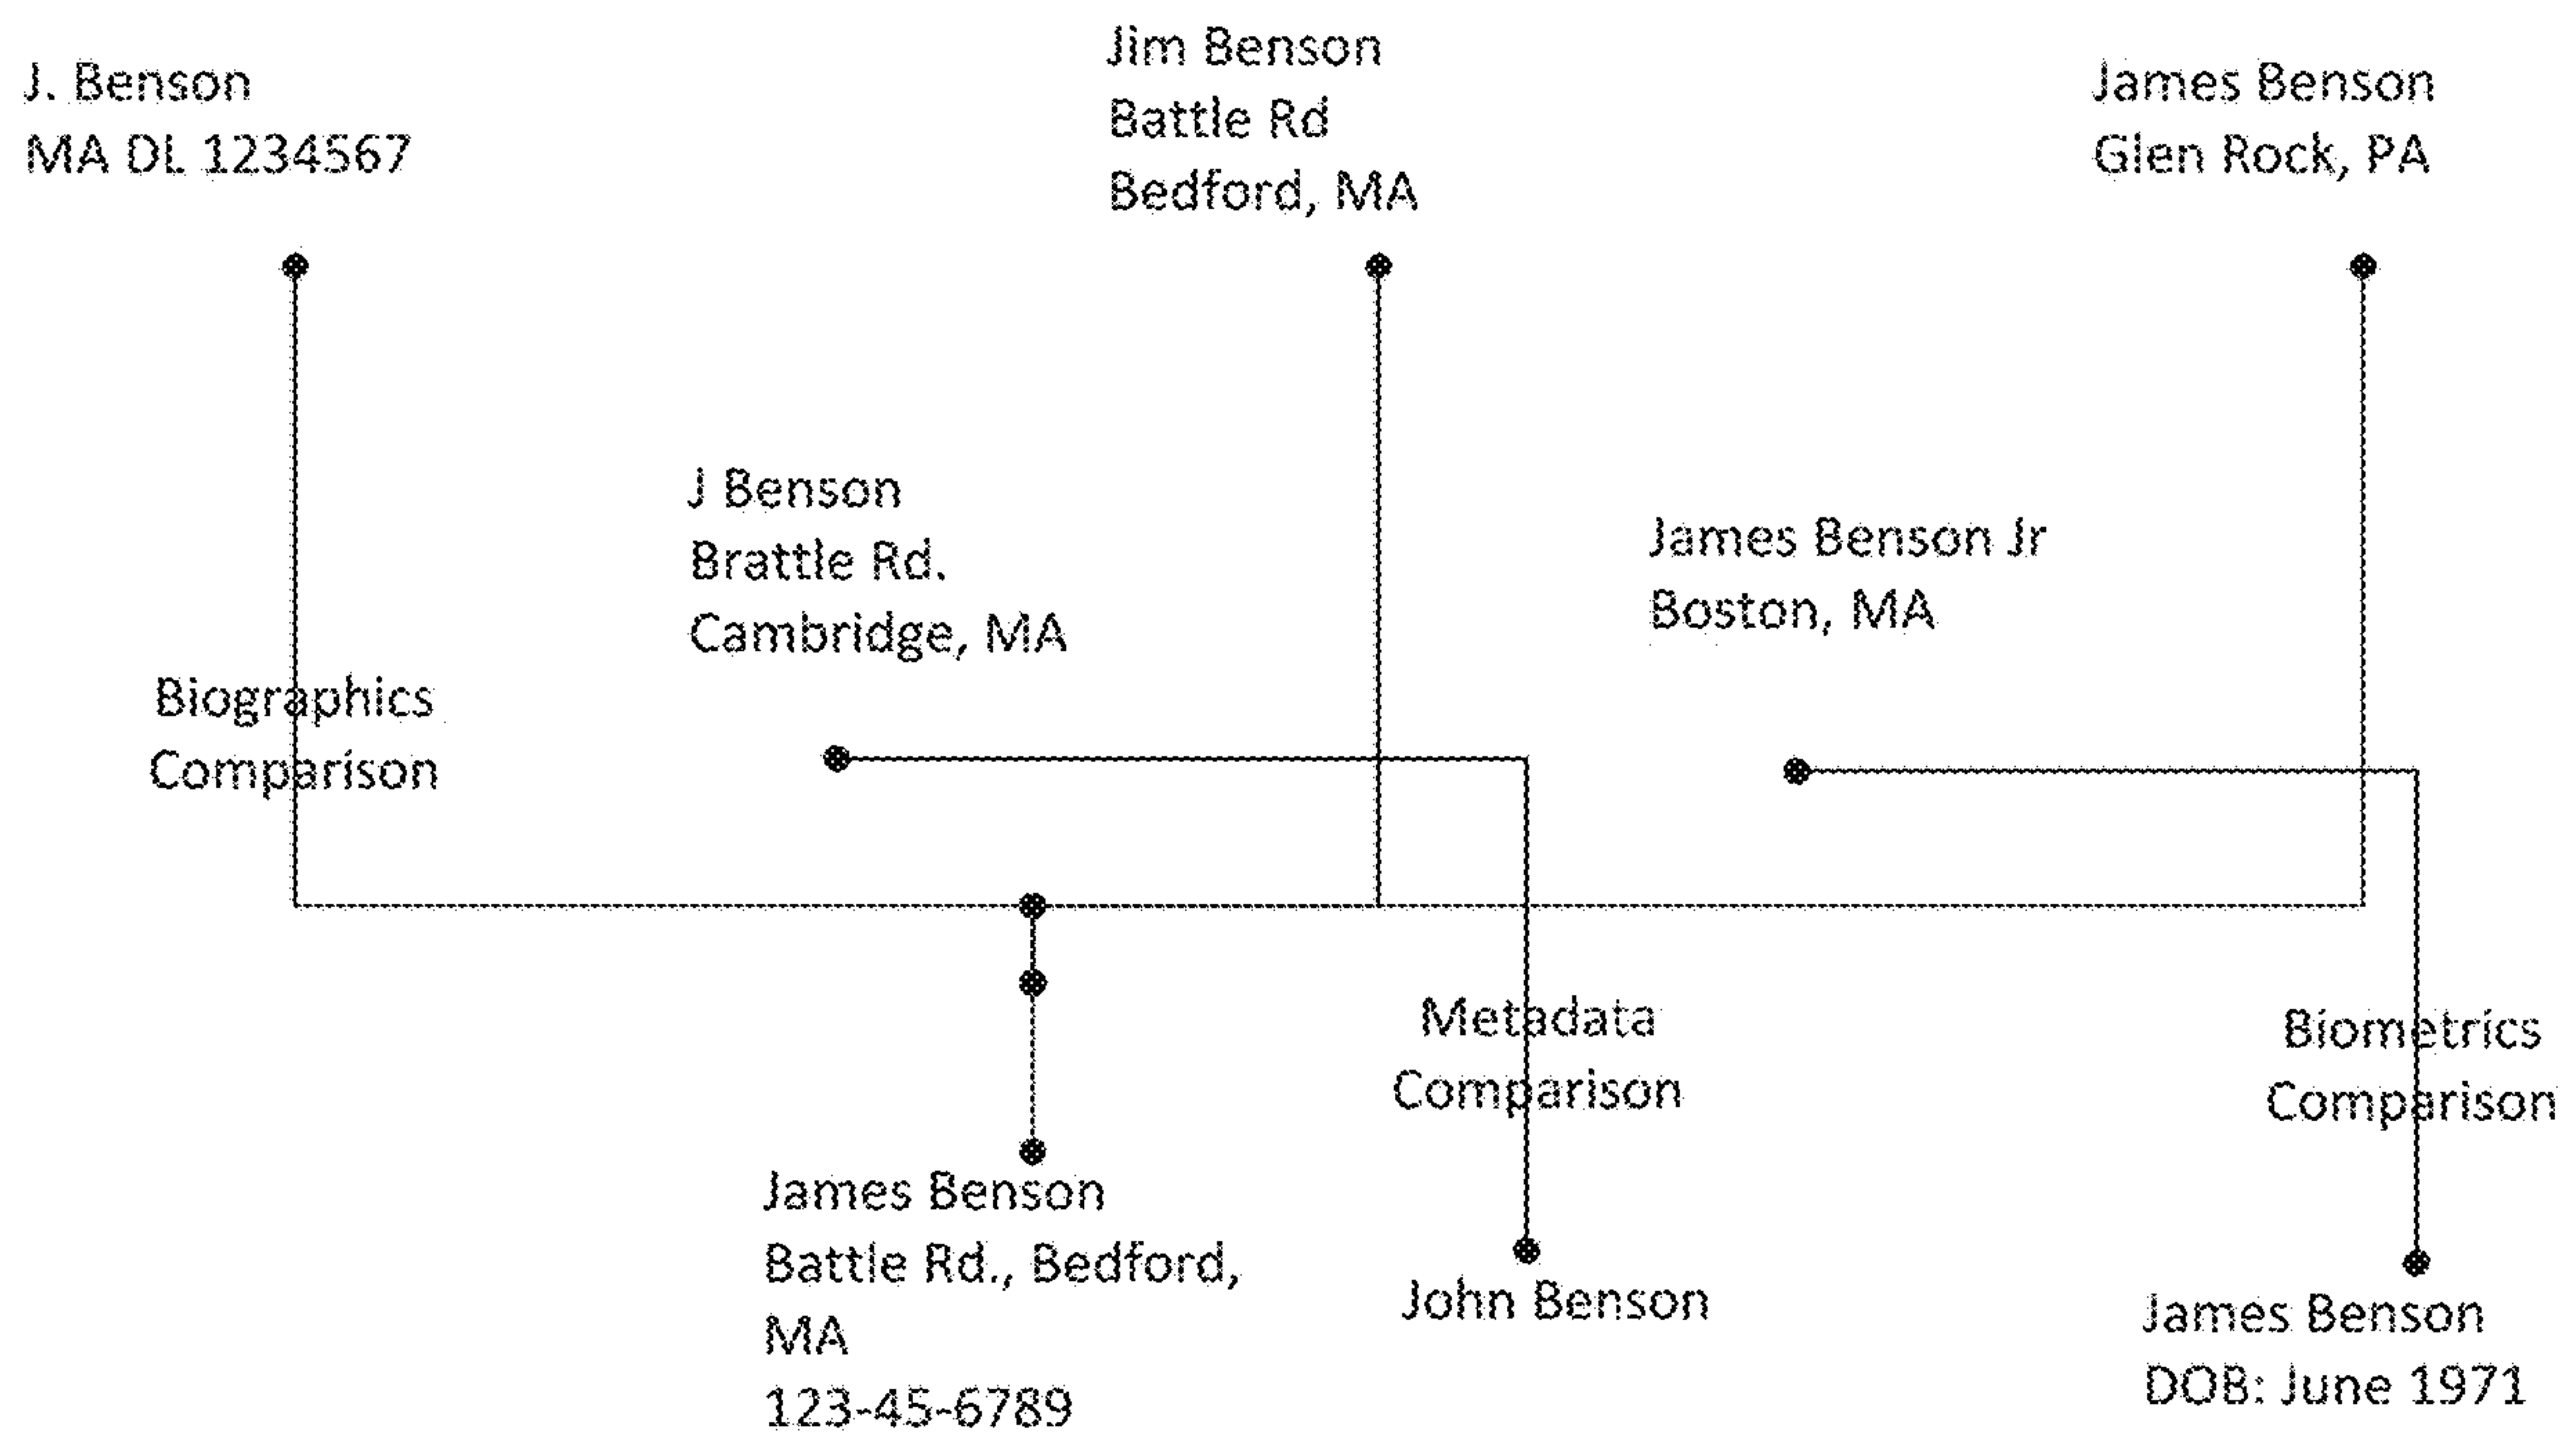 J. Benson
MA DL 1234567
Jim Benson
Battle Rd
Bedford, MA
James Benson
Glen Rock, PA
J Benson
Brattle Rd.
Cambridge, MA
James Benson Jr
Boston, MA
Biographics
Comparison
Metadata
Comparison
Biometrics
Comparison
James Benson
Battle Rd., Bedford,
MA
123-45-6789
John Benson
James Benson
DOB: June 1971